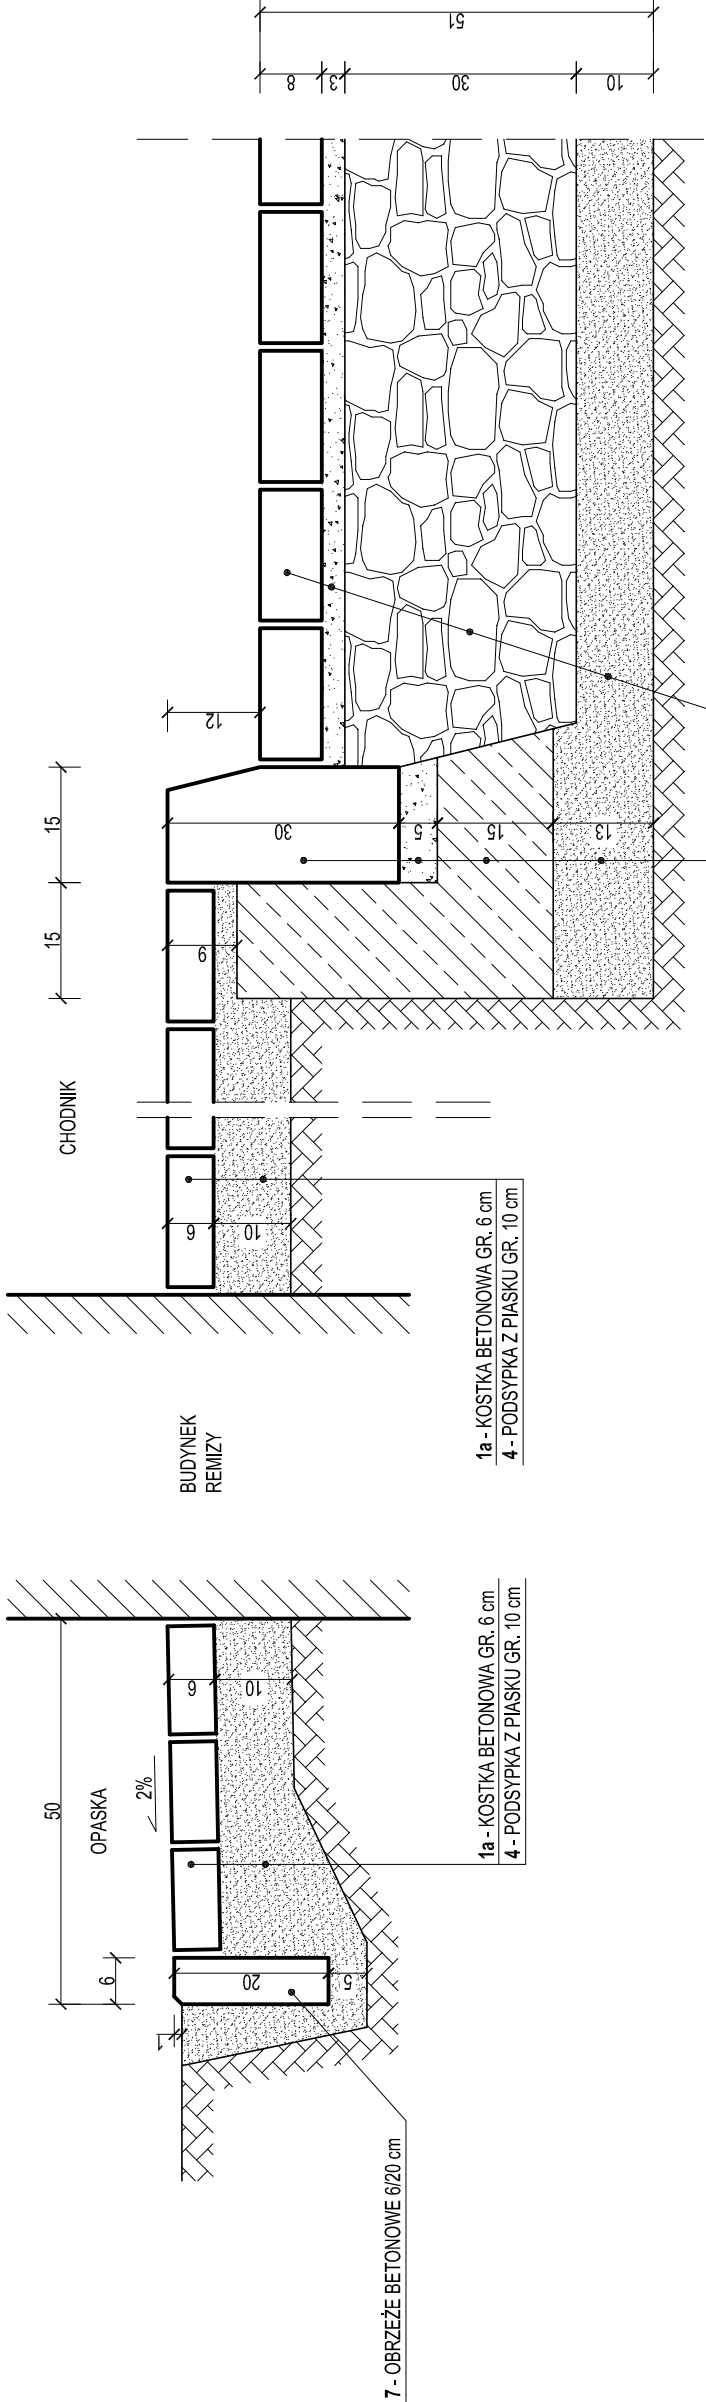 50
OPASKA
2%
6
1
20
5
6
10
7 - OBRZEŻE BETONOWE 6/20 cm
1a - KOSTKA BETONOWA GR. 6 cm
4 - PODSYPKA Z PIASKU GR. 10 cm
BUDYNEK
REMIZY
CHODNIK
15
15
6
10
9
12
30
5
15
13
1a - KOSTKA BETONOWA GR. 6 cm
4 - PODSYPKA Z PIASKU GR. 10 cm
8
3
30
10
51